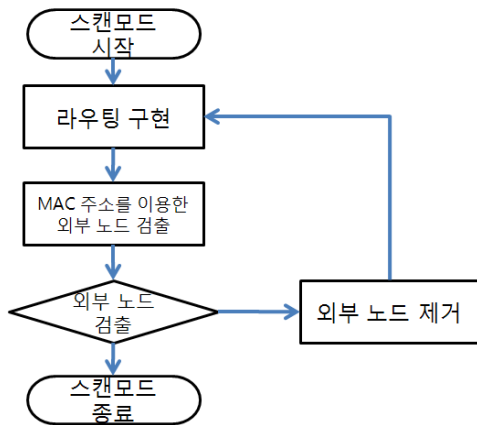 스캔모드
시작
라우팅 구현
MAC 주소를 이용한
외부 노드 검출
외부 노드
검출
외부 노드 제거
스캔모드
종료